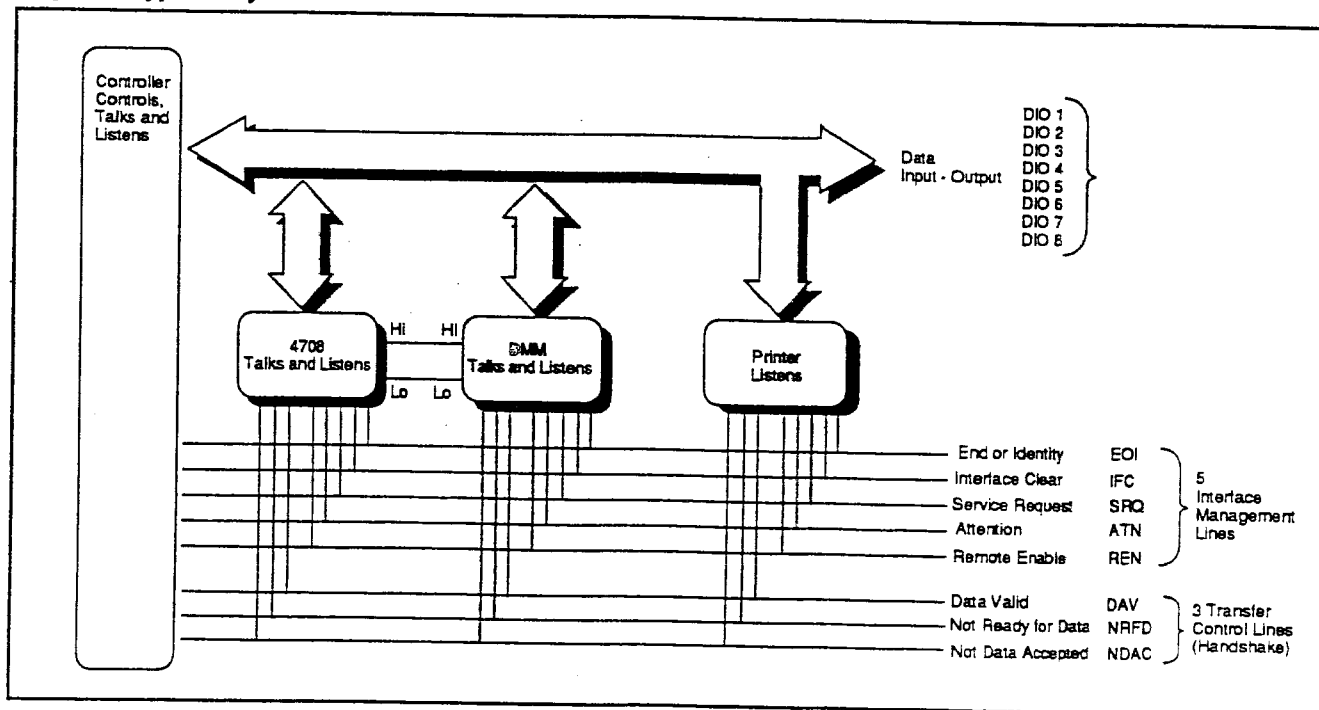 Controller
Controls,
Talks and
Listens
Data
Input - Output
DIO 1
DIO 2
DIO 3
DIO 4
DIO 5
DIO 6
DIO 7
DIO 8
4708
Talks and Listens
Hi
Hi
Lo
Lo
DMM
Talks and Listens
Printer
Listens
End or Identity EOI
Interface Clear IFC
Service Request SRQ
Attention ATN
Remote Enable REN
5
Interface
Management
Lines
Data Valid DAV
Not Ready for Data NRFD
Not Data Accepted NDAC
3 Transfer
Control Lines
(Handshake)